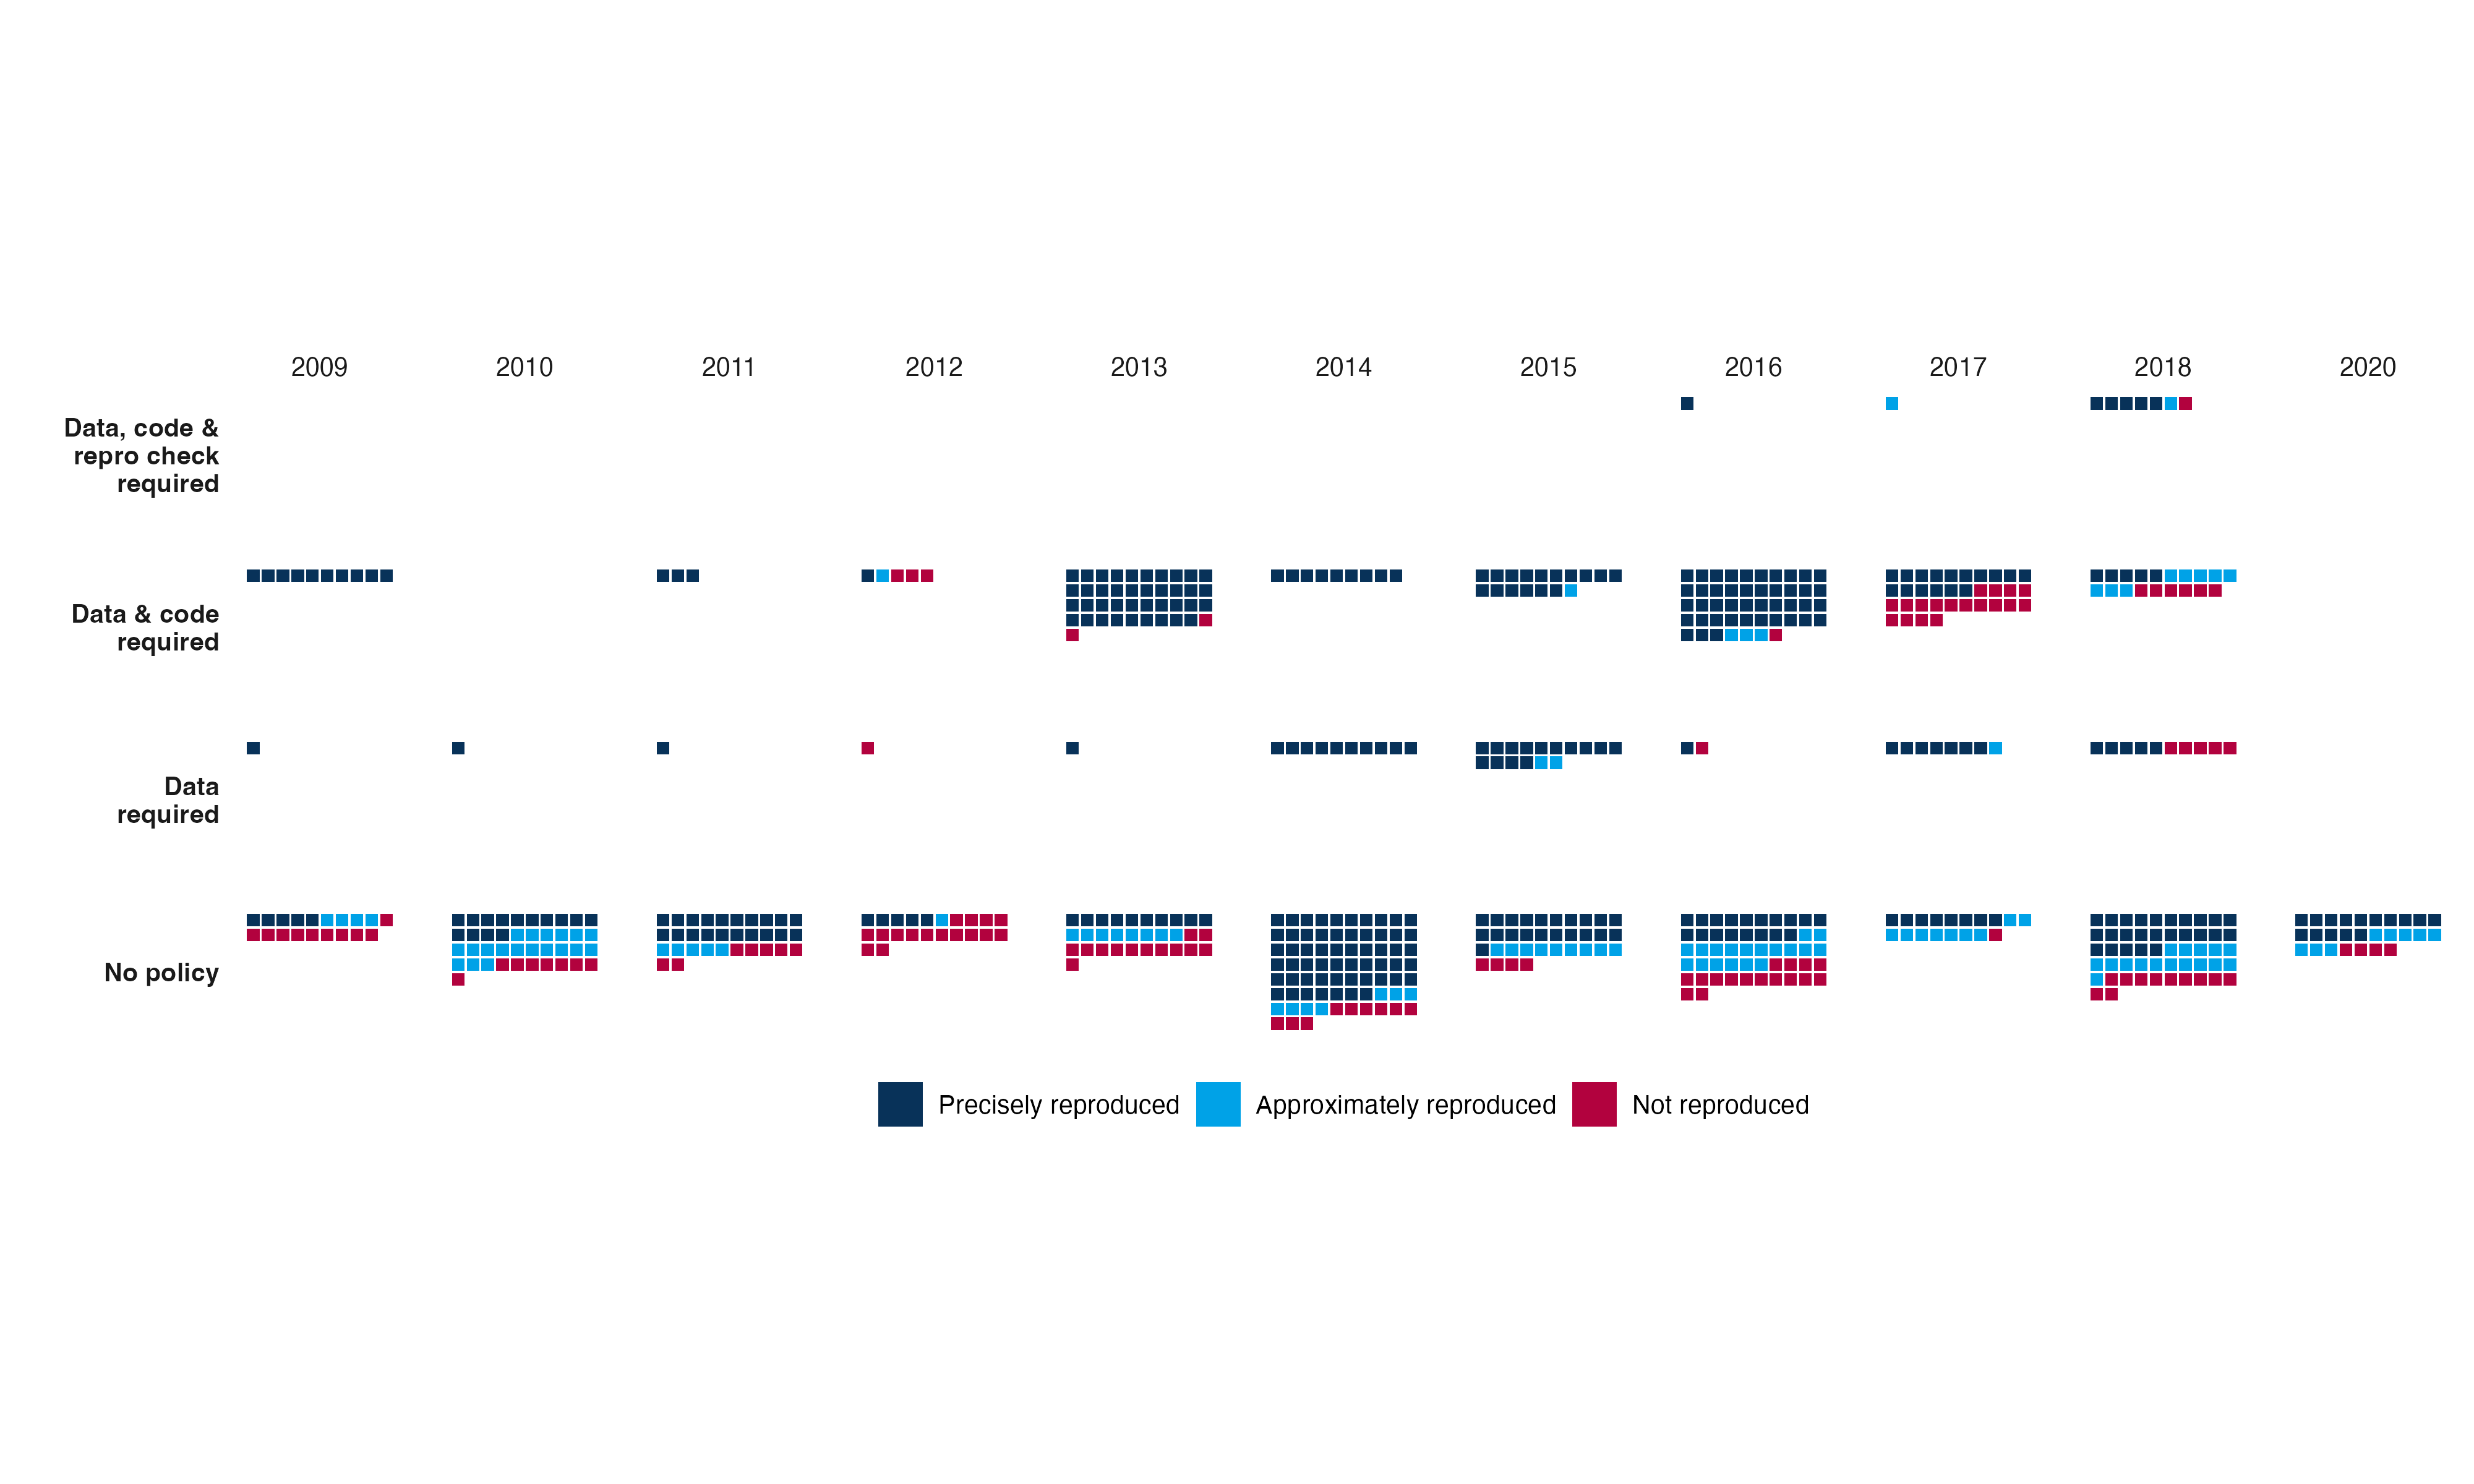 2009 2010 2011 2012 2013 2014 2015 2016 2017 2018 2020
Data, code &
repro check
required
Data & code
required
Data
required
No policy
Precisely reproduced Approximately reproduced Not reproduced